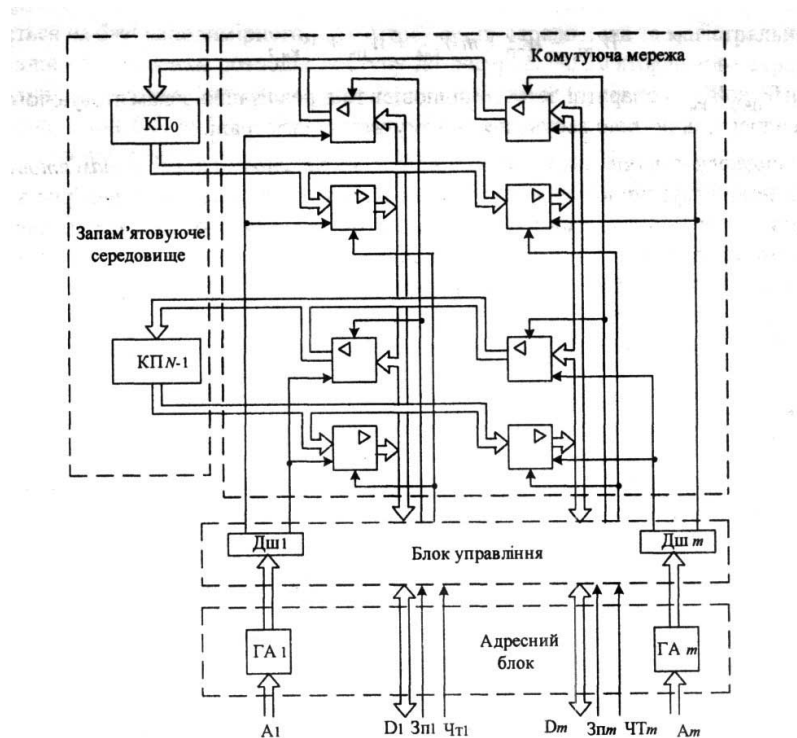 Комутуюча мережа
КП0
Запам’ятовуюче
середовище
КПN-1
Дш1
Блок управління
Дш m
ГА 1
Адресний
блок
ГА m
A1
D1
Зп1
Чт1
Dm
Зпm
ЧТm
Am